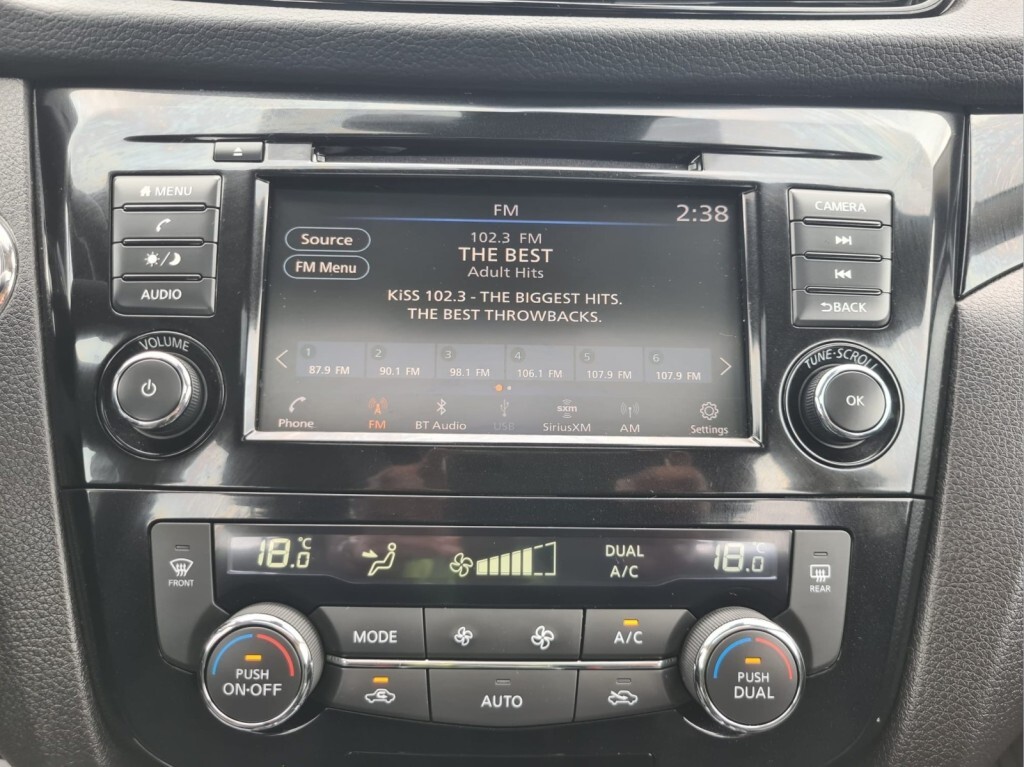 MENU
AUDIO
VOLUME
FM
2:38
Source
102.3 FM
THE BEST
FM Menu
Adult Hits
KiSS 102.3 - THE BIGGEST HITS.
THE BEST THROWBACKS.
1 2 3 4 5 6
87.9 FM 90.1 FM 98.1 FM 106.1 FM 107.9 FM 107.9 FM
sxm
Phone FM BT Audio USB SiriusXM AM Settings
CAMERA
BACK
TUNE·SCROLL
OK
18.0 °C DUAL 18.0 °C
A/C
FRONT
REAR
MODE A/C
PUSH
ON·OFF
AUTO
PUSH
DUAL